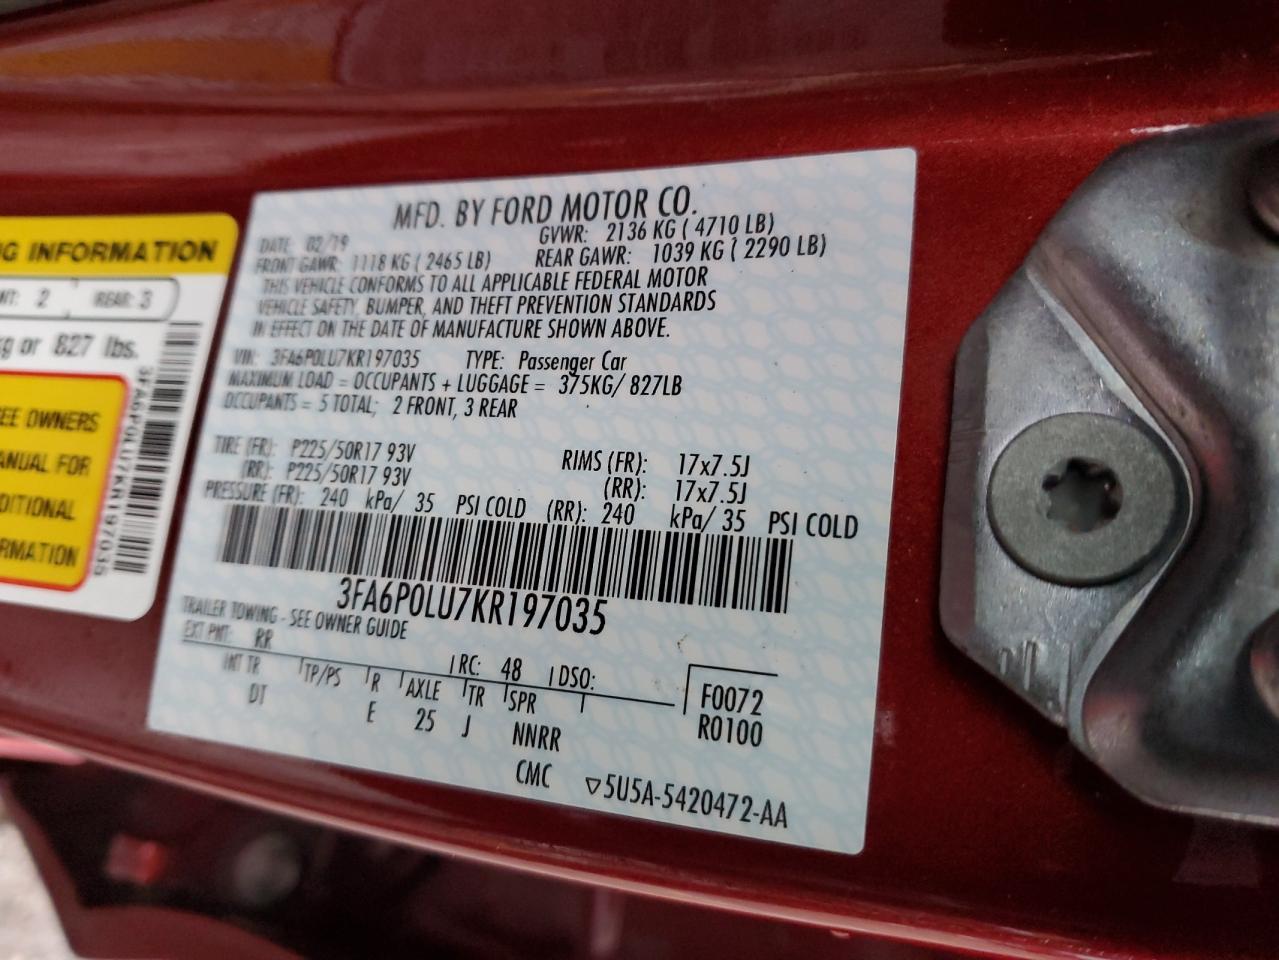 MFD. BY FORD MOTOR CO.
DATE: 02/19 GVWR: 2136 KG ( 4710 LB)
FRONT GAWR: 1118 KG ( 2465 LB) REAR GAWR: 1039 KG ( 2290 LB)
THIS VEHICLE CONFORMS TO ALL APPLICABLE FEDERAL MOTOR
VEHICLE SAFETY, BUMPER, AND THEFT PREVENTION STANDARDS
IN EFFECT ON THE DATE OF MANUFACTURE SHOWN ABOVE.
VIN: 3FA6P0LU7KR197035 TYPE: Passenger Car
MAXIMUM LOAD = OCCUPANTS + LUGGAGE = 375KG/ 827LB
OCCUPANTS = 5 TOTAL; 2 FRONT, 3 REAR
TIRE (FR): P225/50R17 93V RIMS (FR): 17x7.5J
(RR): P225/50R17 93V (RR): 17x7.5J
PRESSURE (FR): 240 kPa/ 35 PSI COLD (RR): 240 kPa/ 35 PSI COLD
3FA6P0LU7KR197035
TRAILER TOWING - SEE OWNER GUIDE
EXT PNT: RR RC: 48 DSO:
INT TR TP/PS R AXLE TR SPR F0072
DT E 25 J NNRR R0100
CMC ▽5U5A-5420472-AA
NG INFORMATION
NT: 2 REAR: 3
kg or 827 lbs.
EE OWNERS
ANUAL FOR
DITIONAL
RMATION
3FA6P0LU7KR197035